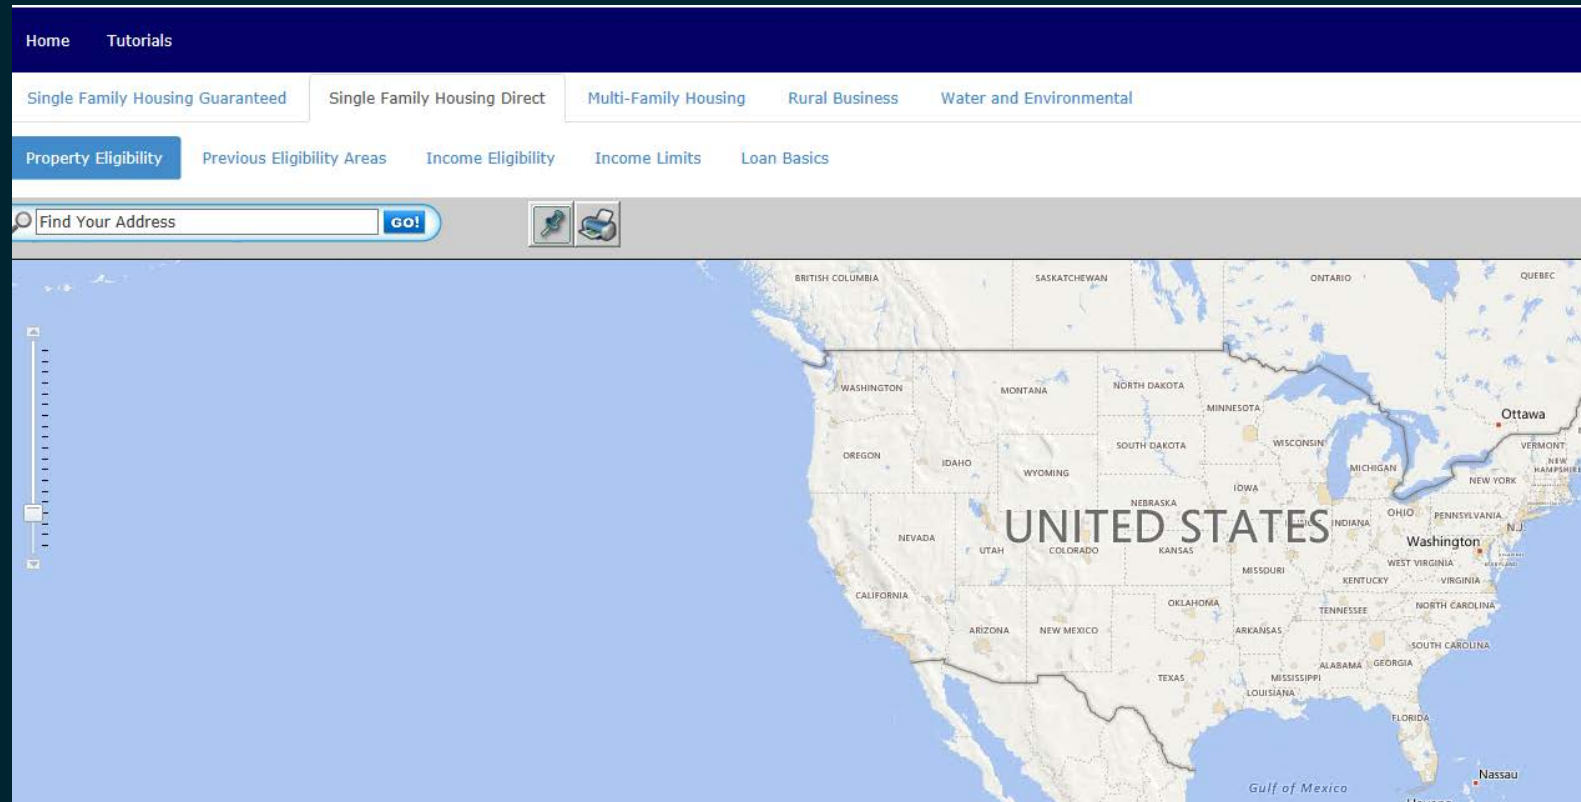 Home Tutorials
Single Family Housing Guaranteed Single Family Housing Direct Multi-Family Housing Rural Business Water and Environmental
Property Eligibility Previous Eligibility Areas Income Eligibility Income Limits Loan Basics
Find Your Address GO!
BRITISH COLUMBIA SASKATCHEWAN ONTARIO QUEBEC
WASHINGTON MONTANA NORTH DAKOTA
MINNESOTA
Ottawa
OREGON IDAHO WYOMING SOUTH DAKOTA WISCONSIN MICHIGAN VERMONT
NEW
HAMPSHIRE
NEW YORK
IOWA
NEBRASKA
UNITED STATES
INDIANA OHIO PENNSYLVANIA N.J
NEVADA UTAH COLORADO KANSAS Washington
MISSOURI WEST VIRGINIA
KENTUCKY VIRGINIA
CALIFORNIA OKLAHOMA TENNESSEE NORTH CAROLINA
ARIZONA NEW MEXICO ARKANSAS
SOUTH CAROLINA
ALABAMA GEORGIA
TEXAS MISSISSIPPI
LOUISIANA
FLORIDA
Nassau
Gulf of Mexico